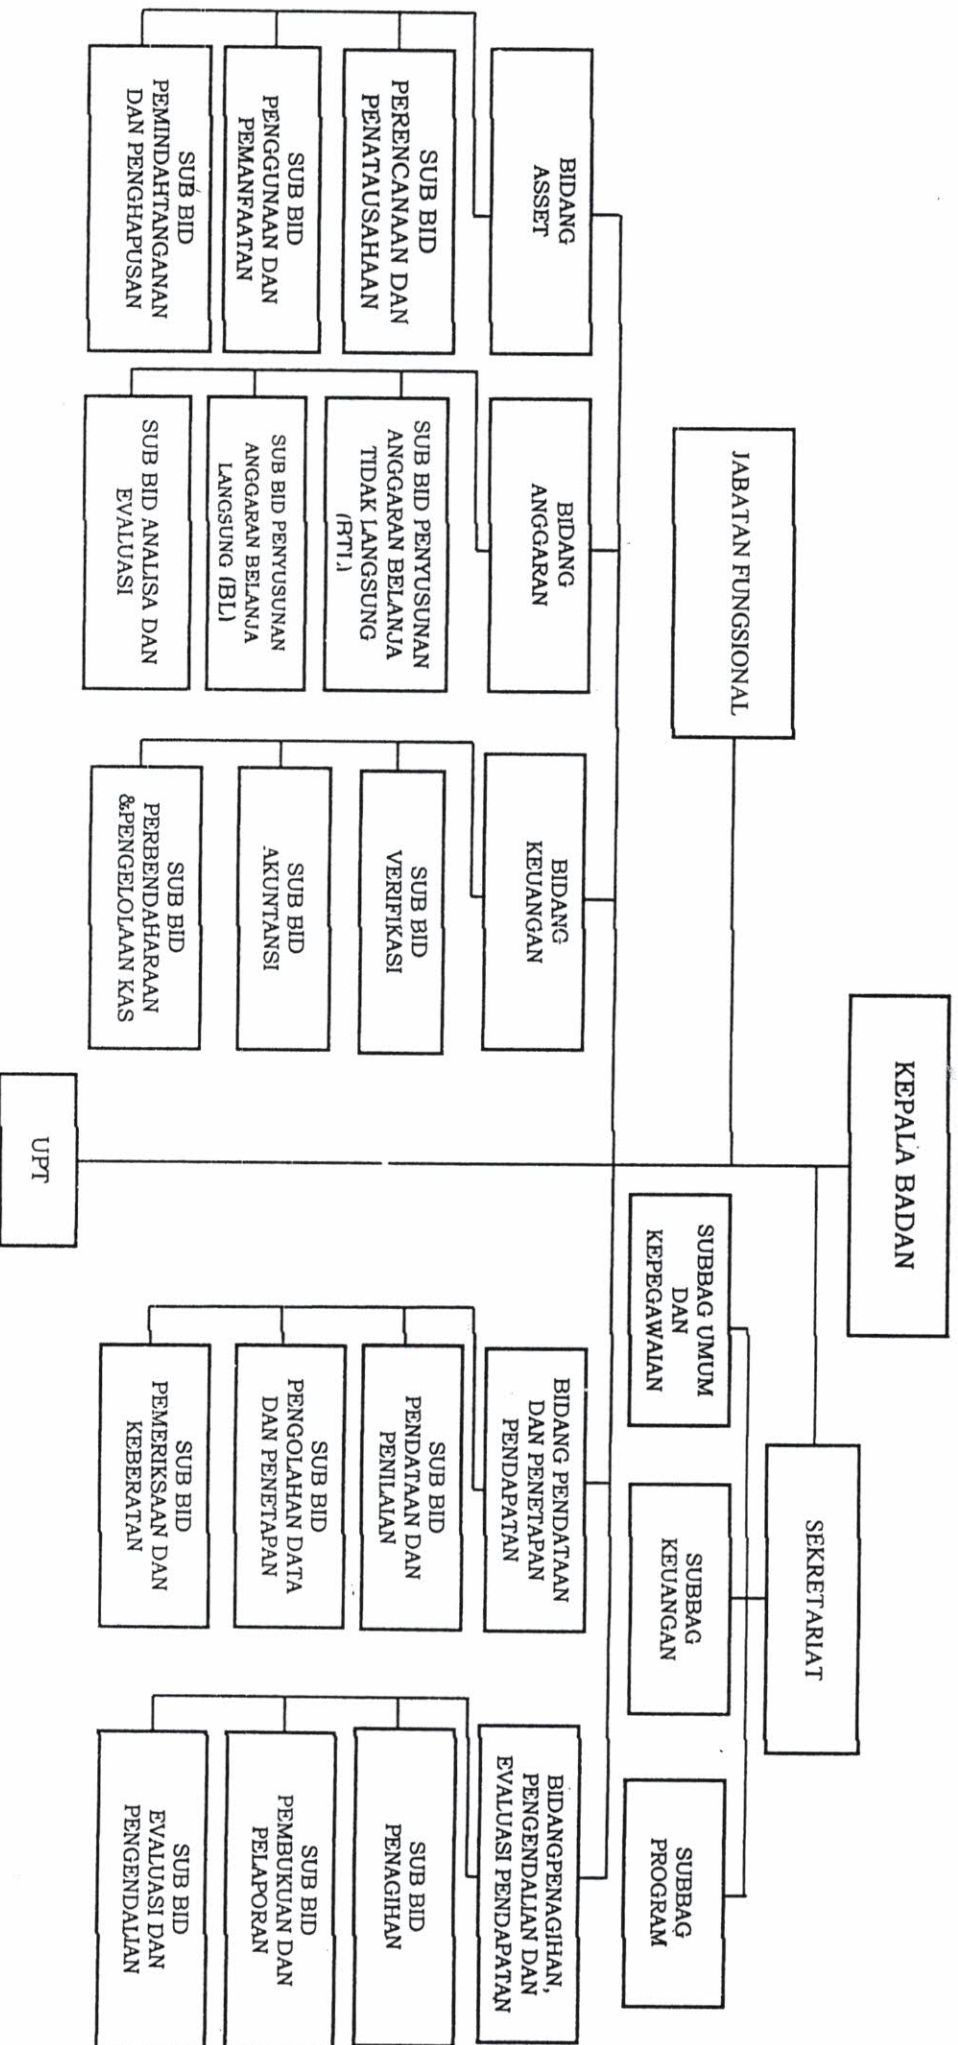 KEPALA BADAN
JABATAN FUNGSIONAL
SEKRETARIAT
SUBBAG UMUM
DAN
KEPEGAWAIAN
SUBBAG
KEUANGAN
SUBBAG
PROGRAM
BIDANG
ASSET
BIDANG
ANGGARAN
BIDANG
KEUANGAN
BIDANG PENDATAAN
DAN PENETAPAN
PENDAPATAN
BIDANGPENAGIHAN,
PENGENDALIAN DAN
EVALUASI PENDAPATAN
SUB BID
PERENCANAAN DAN
PENATAUSAHAAN
SUB BID PENYUSUNAN
ANGGARAN BELANJA
TIDAK LANGSUNG
(BTL)
SUB BID
VERIFIKASI
SUB BID
PENDATAAN DAN
PENILAIAN
SUB BID
PENAGIHAN
SUB BID
PENGGUNAAN DAN
PEMANFAATAN
SUB BID PENYUSUNAN
ANGGARAN BELANJA
LANGSUNG (BL)
SUB BID
AKUNTANSI
SUB BID
PENGOLAHAN DATA
DAN PENETAPAN
SUB BID
PEMBUKUAN DAN
PELAPORAN
SUB BID
PEMINDAHTANGANAN
DAN PENGHAPUSAN
SUB BID ANALISA DAN
EVALUASI
SUB BID
PERBENDAHARAAN
&PENGELOLAAN KAS
SUB BID
PEMERIKSAAN DAN
KEBERATAN
SUB BID
EVALUASI DAN
PENGENDALIAN
UPT